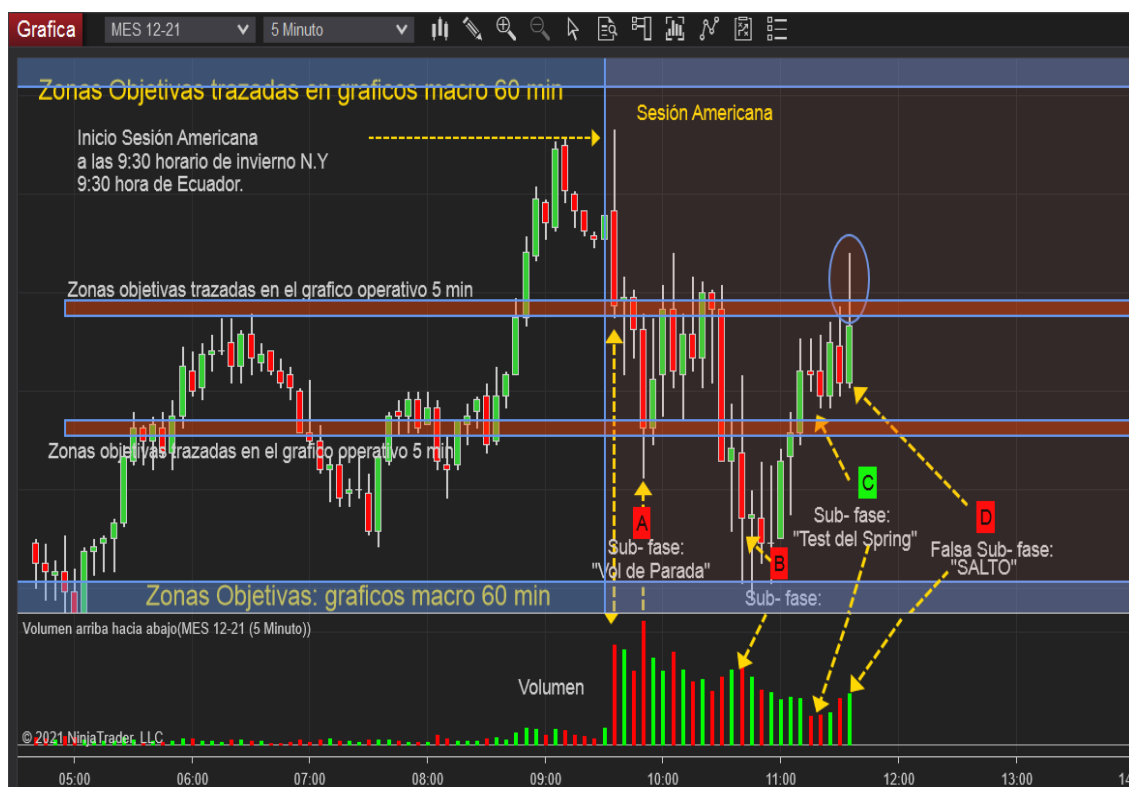 Grafica
MES 12-21
5 Minuto
Zonas Objetivas trazadas en graficos macro 60 min
Sesión Americana
Inicio Sesión Americana
a las 9:30 horario de invierno N.Y
9:30 hora de Ecuador.
Zonas objetivas trazadas en el grafico operativo 5 min
Zonas objetivas trazadas en el grafico operativo 5 min
A
Sub- fase:
"Vol de Parada"
B
Sub- fase:
C
Sub- fase:
"Test del Spring"
D
Falsa Sub- fase:
"SALTO"
Zonas Objetivas: graficos macro 60 min
Volumen arriba hacia abajo(MES 12-21 (5 Minuto))
Volumen
© 2021 NinjaTrader, LLC
05:00
06:00
07:00
08:00
09:00
10:00
11:00
12:00
13:00
14